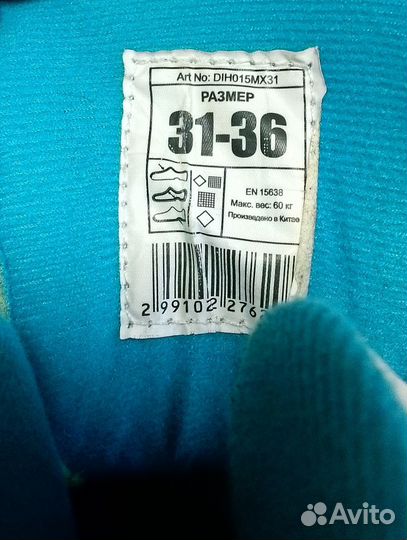 Art No: DIH015MX31
РАЗМЕР
31-36
EN 15638
Макс. вес: 60 кг
Произведено в Китае
2 99102 276
Avito